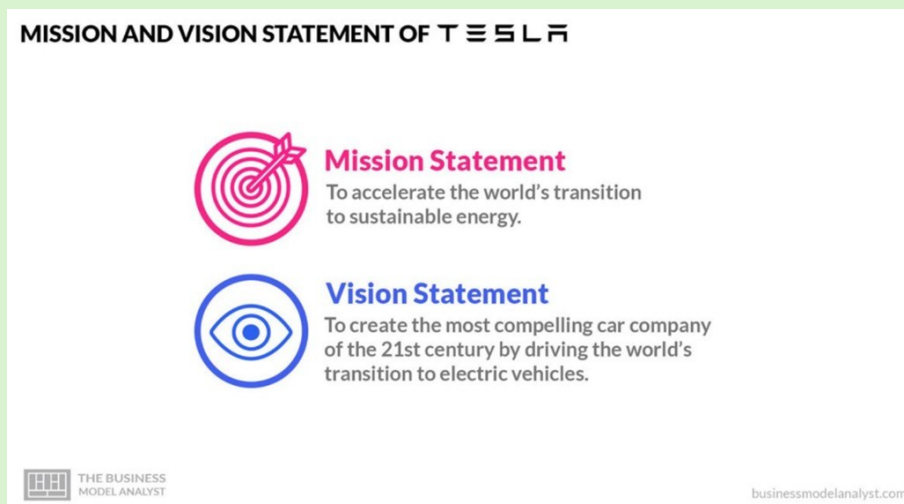 MISSION AND VISION STATEMENT OF TESLA
Mission Statement
To accelerate the world's transition
to sustainable energy.
Vision Statement
To create the most compelling car company
of the 21st century by driving the world's
transition to electric vehicles.
THE BUSINESS
MODEL ANALYST
businessmodelanalyst.com